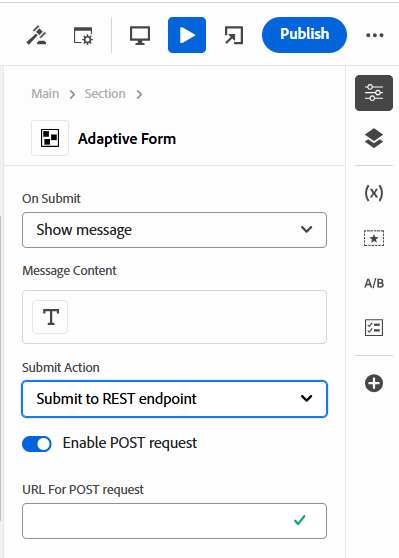 Publish
Main
Section
Adaptive Form
On Submit
Show message
Message Content
T
Submit Action
Submit to REST endpoint
Enable POST request
URL For POST request
(x)
A/B